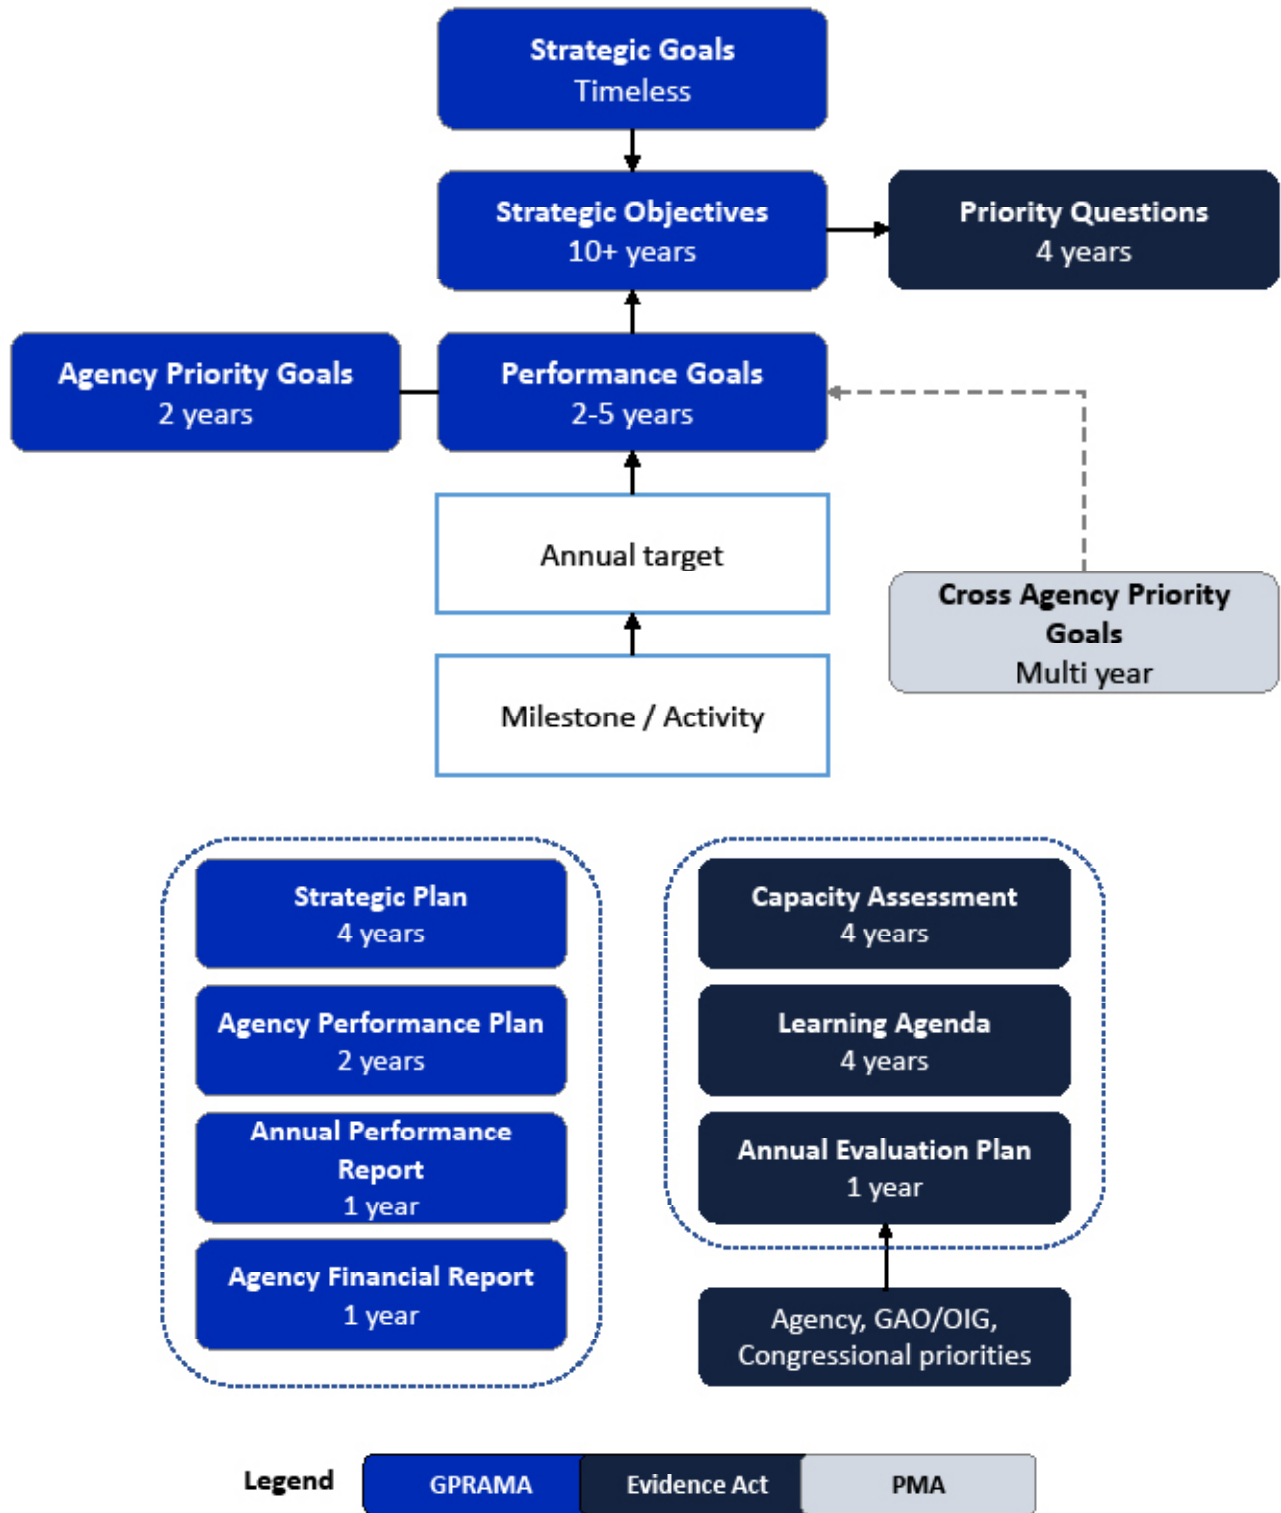 Strategic Goals
Timeless
Strategic Objectives
10+ years
Priority Questions
4 years
Agency Priority Goals
2 years
Performance Goals
2-5 years
Annual target
Cross Agency Priority
Goals
Multi year
Milestone / Activity
Strategic Plan
4 years
Agency Performance Plan
2 years
Annual Performance
Report
1 year
Agency Financial Report
1 year
Capacity Assessment
4 years
Learning Agenda
4 years
Annual Evaluation Plan
1 year
Agency, GAO/OIG,
Congressional priorities
Legend
GPRAMA
Evidence Act
PMA